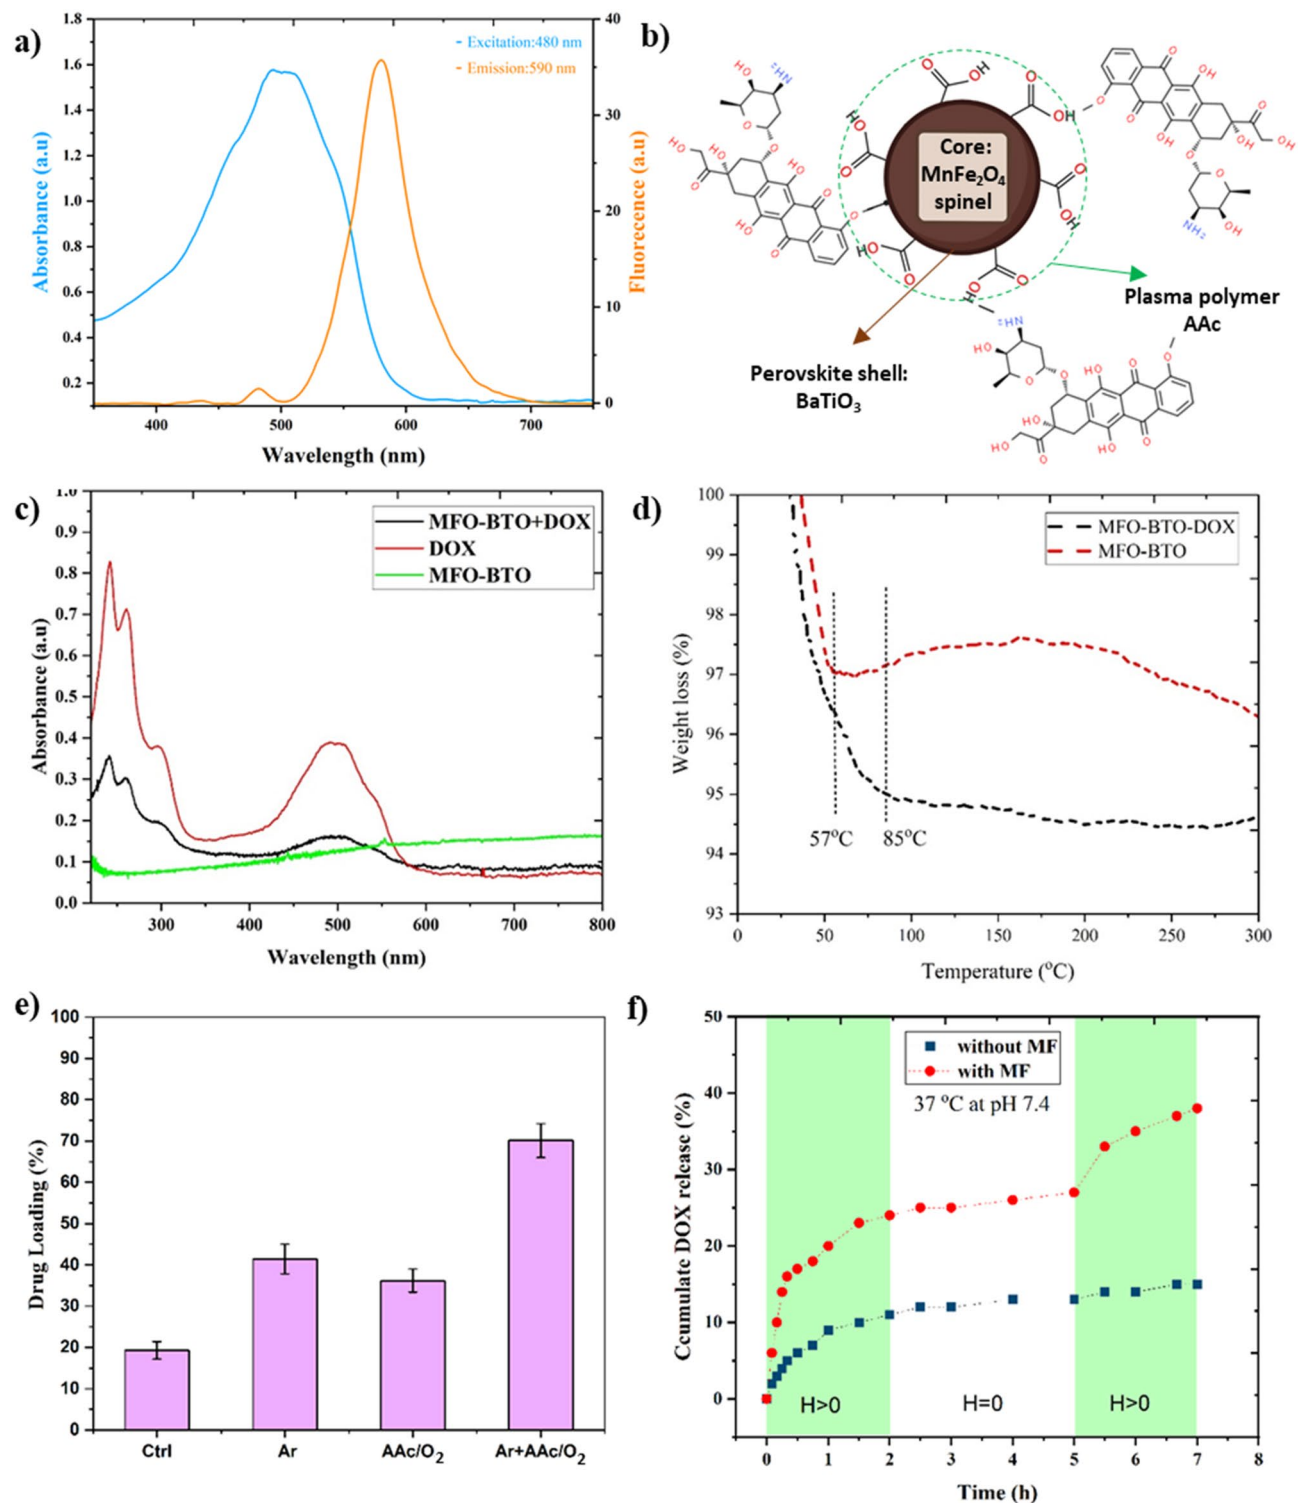 a)
1.8
1.6
1.4
1.2
1.0
0.8
0.6
0.4
0.2
40
30
20
10
0
Excitation:480 nm
Emission:590 nm
Absorbance (a.u)
Fluorecence (a.u)
400
500
600
700
Wavelength (nm)
b)
Core:
MnFe2O4
spinel
Plasma polymer
AAc
Perovskite shell:
BaTiO3
c)
1.0
0.9
0.8
0.7
0.6
0.5
0.4
0.3
0.2
0.1
0.0
MFO-BTO+DOX
DOX
MFO-BTO
Absorbance (a.u)
300
400
500
600
700
800
Wavelength (nm)
d)
100
99
98
97
96
95
94
93
MFO-BTO-DOX
MFO-BTO
Weight loss (%)
57°C
85°C
0
50
100
150
200
250
300
Temperature (°C)
e)
100
90
80
70
60
50
40
30
20
10
0
Drug Loading (%)
Ctrl
Ar
AAc/O2
Ar+AAc/O2
f)
50
40
30
20
10
0
without MF
with MF
37 °C at pH 7.4
Ccumulate DOX release (%)
H>0
H=0
H>0
0
1
2
3
4
5
6
7
8
Time (h)